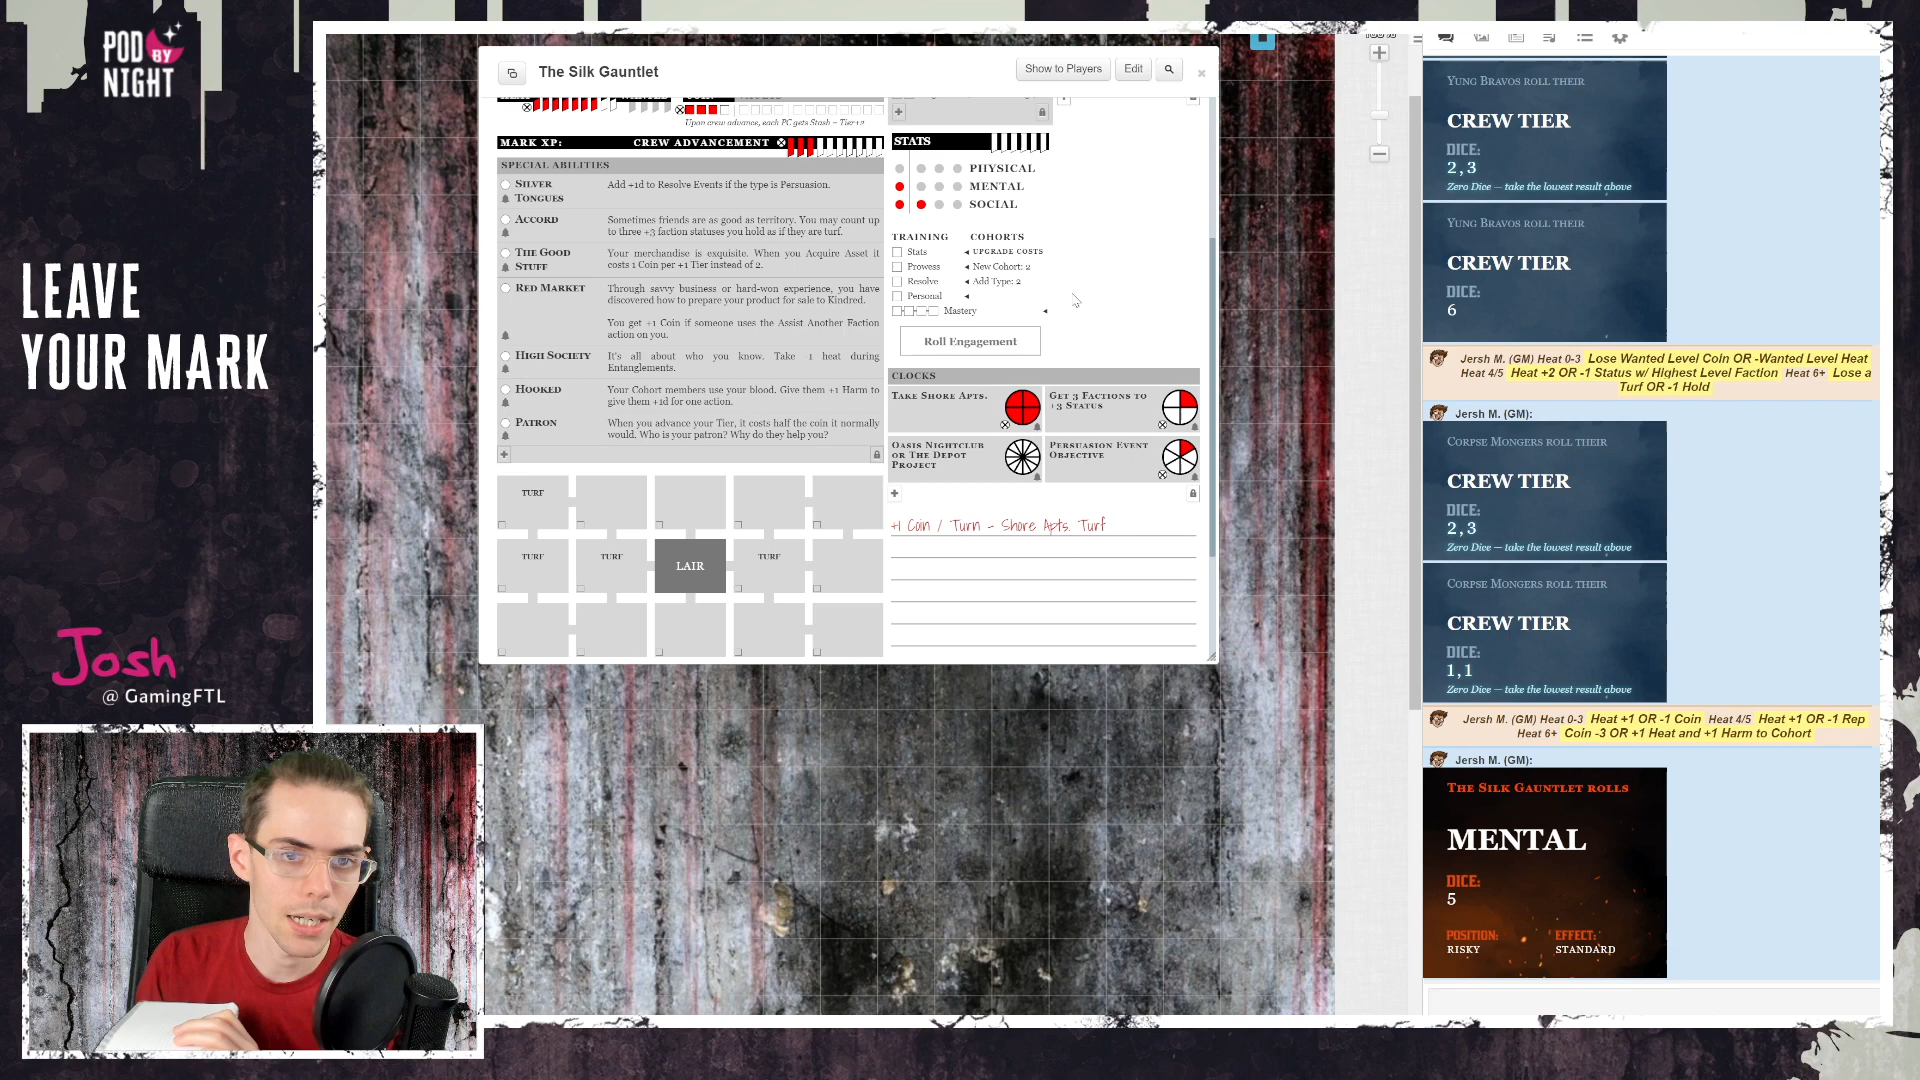 POD BY NIGHT
LEAVE
YOUR MARK
Josh
@ GamingFTL
The Silk Gauntlet
Show to Players
Edit
Upon crew advance, each PC gets Stash = Tier+2
MARK XP:
CREW ADVANCEMENT
SPECIAL ABILITIES
SILVER TONGUES
Add +1d to Resolve Events if the type is Persuasion.
ACCORD
Sometimes friends are as good as territory. You may count up
to three +3 faction statuses you hold as if they are turf.
THE GOOD STUFF
Your merchandise is exquisite. When you Acquire Asset it
costs 1 Coin per +1 Tier instead of 2.
RED MARKET
Through savvy business or hard-won experience, you have
discovered how to prepare your product for sale to Kindred.
You get +1 Coin if someone uses the Assist Another Faction
action on you.
HIGH SOCIETY
It's all about who you know. Take 1 heat during
Entanglements.
HOOKED
Your Cohort members use your blood. Give them +1 Harm to
give them +1d for one action.
PATRON
When you advance your Tier, it costs half the coin it normally
would. Who is your patron? Why do they help you?
TURF
TURF
TURF
LAIR
TURF
STATS
PHYSICAL
MENTAL
SOCIAL
TRAINING
COHORTS
Stats
UPGRADE COSTS
Prowess
New Cohort: 2
Resolve
Add Type: 2
Personal
Mastery
Roll Engagement
CLOCKS
TAKE SHORE APTS.
GET 3 FACTIONS TO
+3 STATUS
OASIS NIGHTCLUB
OR THE DEPOT
PROJECT
PERSUASION EVENT
OBJECTIVE
+1 Coin / Turn - Shore Apts. Turf
YUNG BRAVOS ROLL THEIR
CREW TIER
DICE:
2,3
Zero Dice — take the lowest result above
YUNG BRAVOS ROLL THEIR
CREW TIER
DICE:
6
Jersh M. (GM) Heat 0-3 Lose Wanted Level Coin OR -Wanted Level Heat
Heat 4/5 Heat +2 OR -1 Status w/ Highest Level Faction Heat 6+ Lose a
Turf OR -1 Hold
Jersh M. (GM):
CORPSE MONGERS ROLL THEIR
CREW TIER
DICE:
2,3
Zero Dice — take the lowest result above
CORPSE MONGERS ROLL THEIR
CREW TIER
DICE:
1,1
Zero Dice — take the lowest result above
Jersh M. (GM) Heat 0-3 Heat +1 OR -1 Coin Heat 4/5 Heat +1 OR -1 Rep
Heat 6+ Coin -3 OR +1 Heat and +1 Harm to Cohort
Jersh M. (GM):
THE SILK GAUNTLET ROLLS
MENTAL
DICE:
5
POSITION:
EFFECT:
RISKY
STANDARD